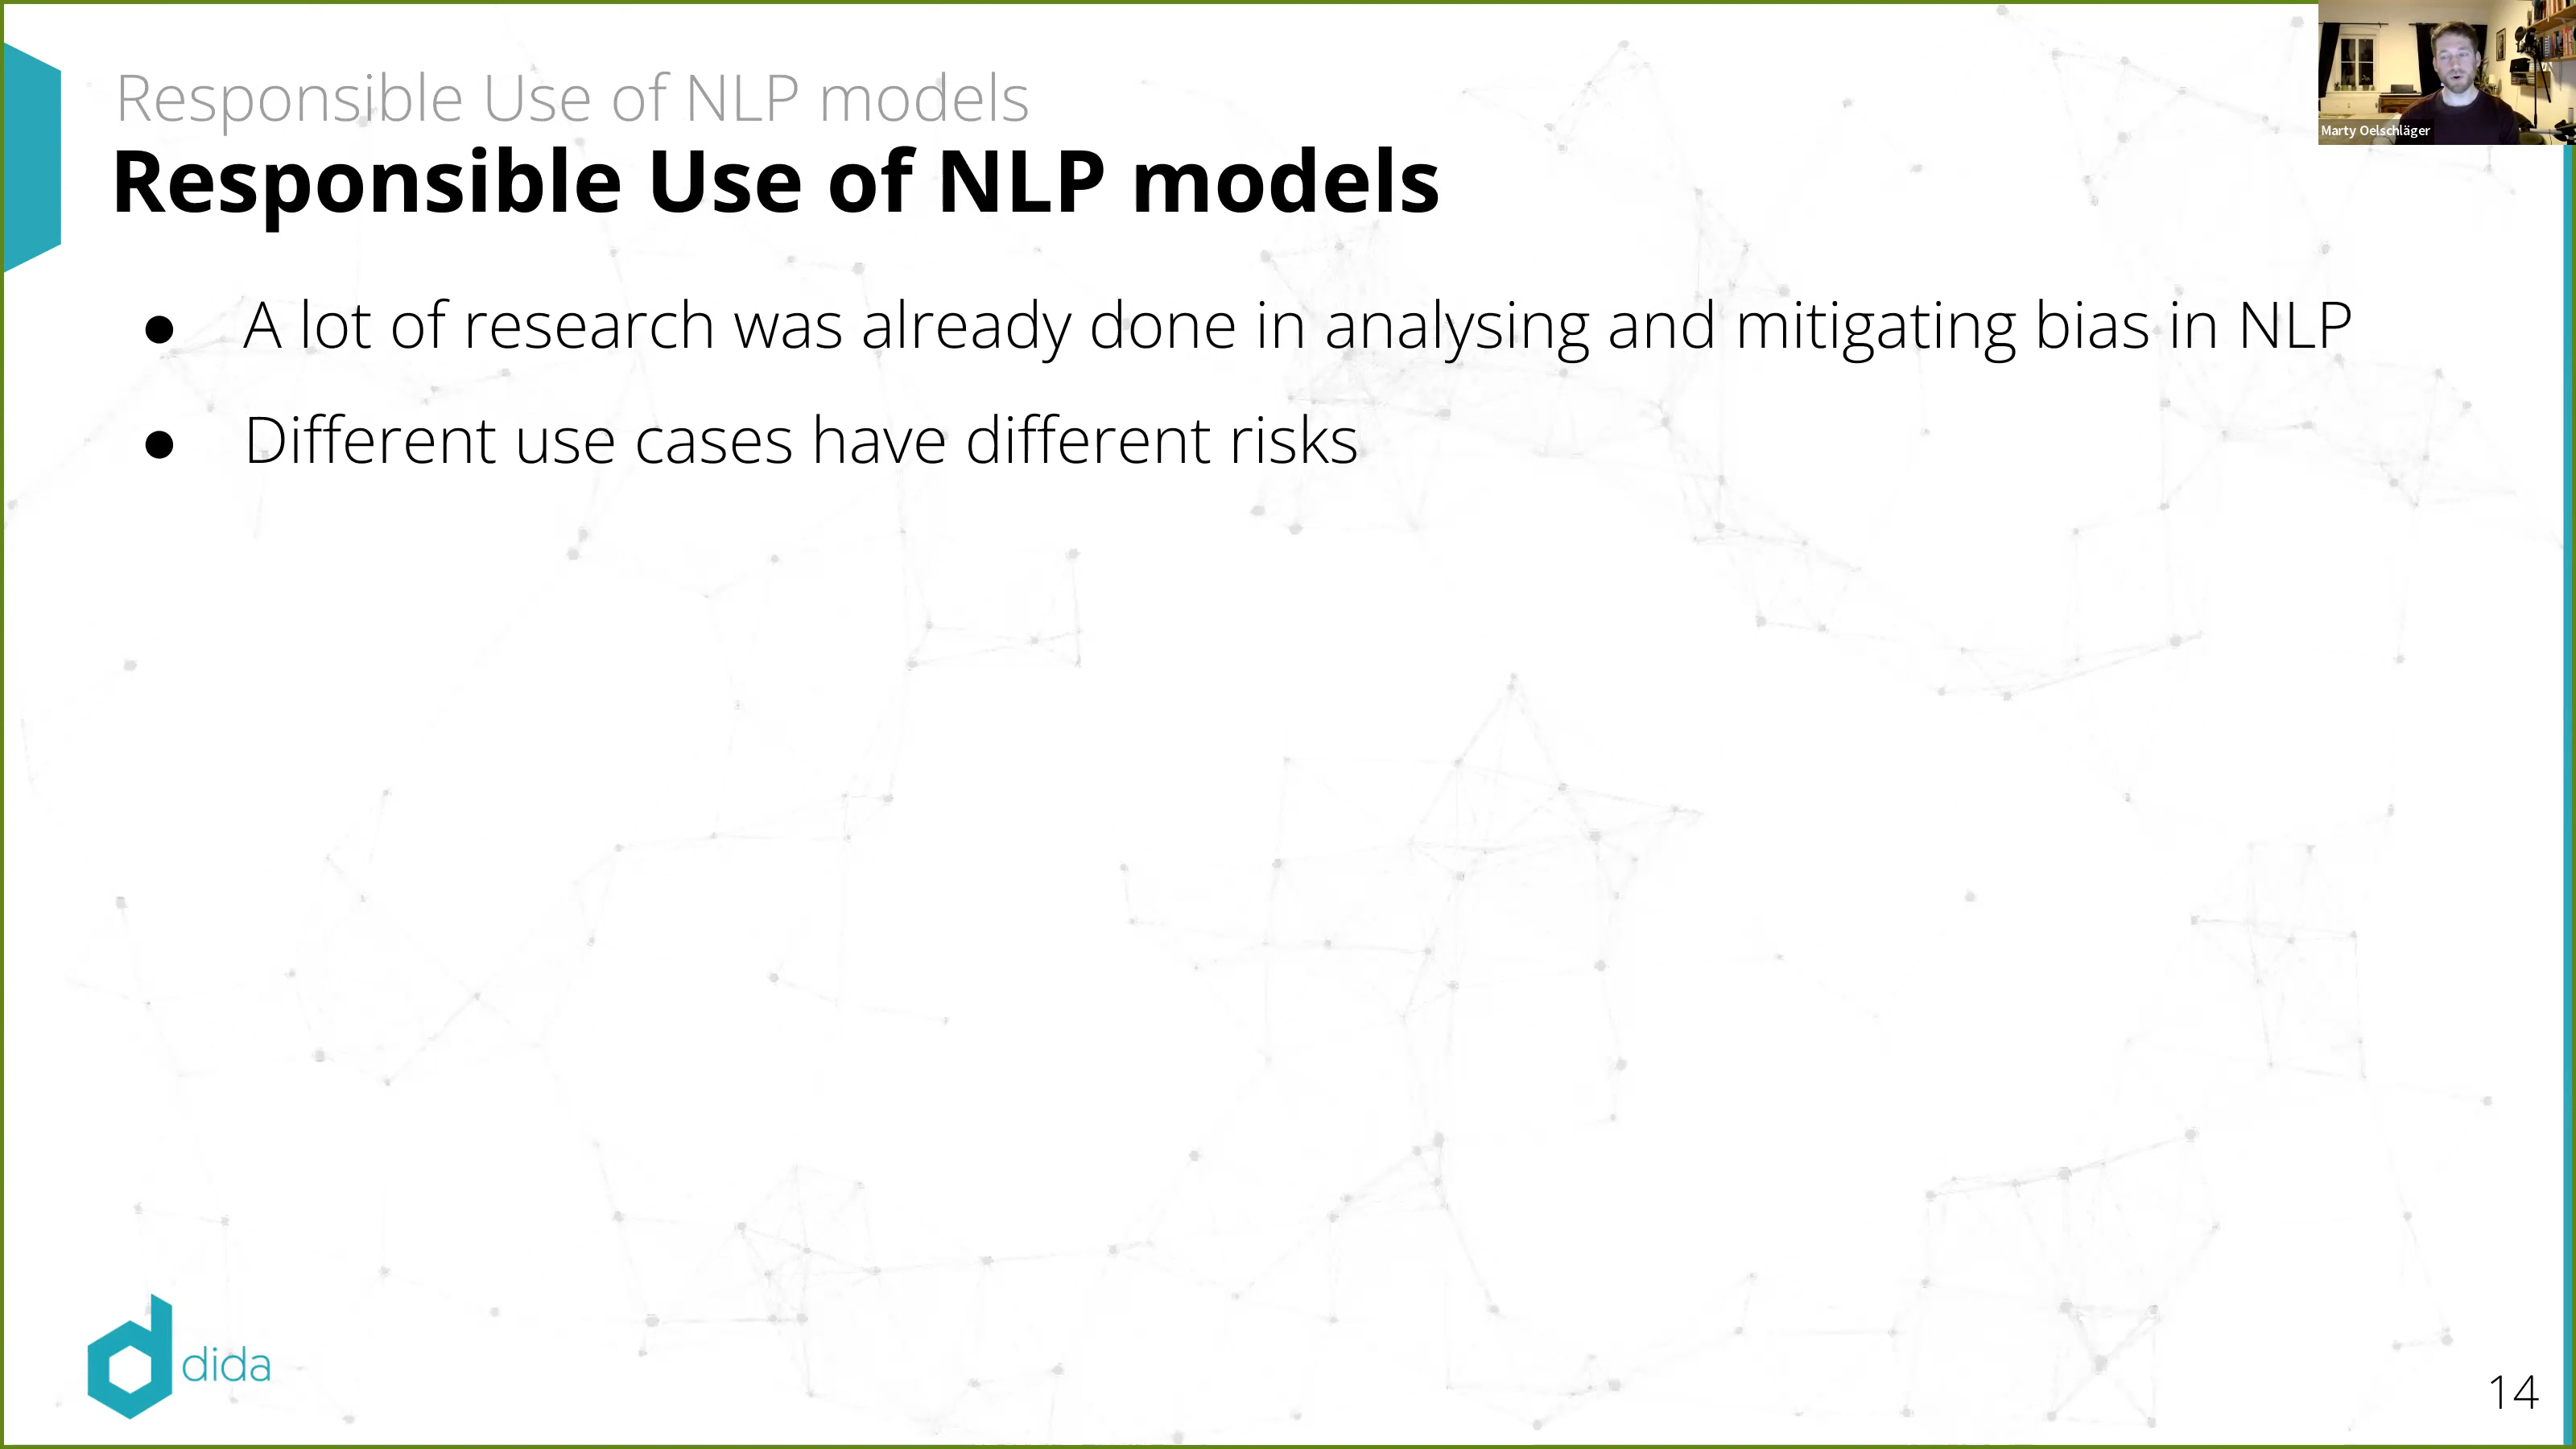 Responsible Use of NLP models
Marty Oelschläger
Responsible Use of NLP models
● A lot of research was already done in analysing and mitigating bias in NLP
● Different use cases have different risks
dida
14